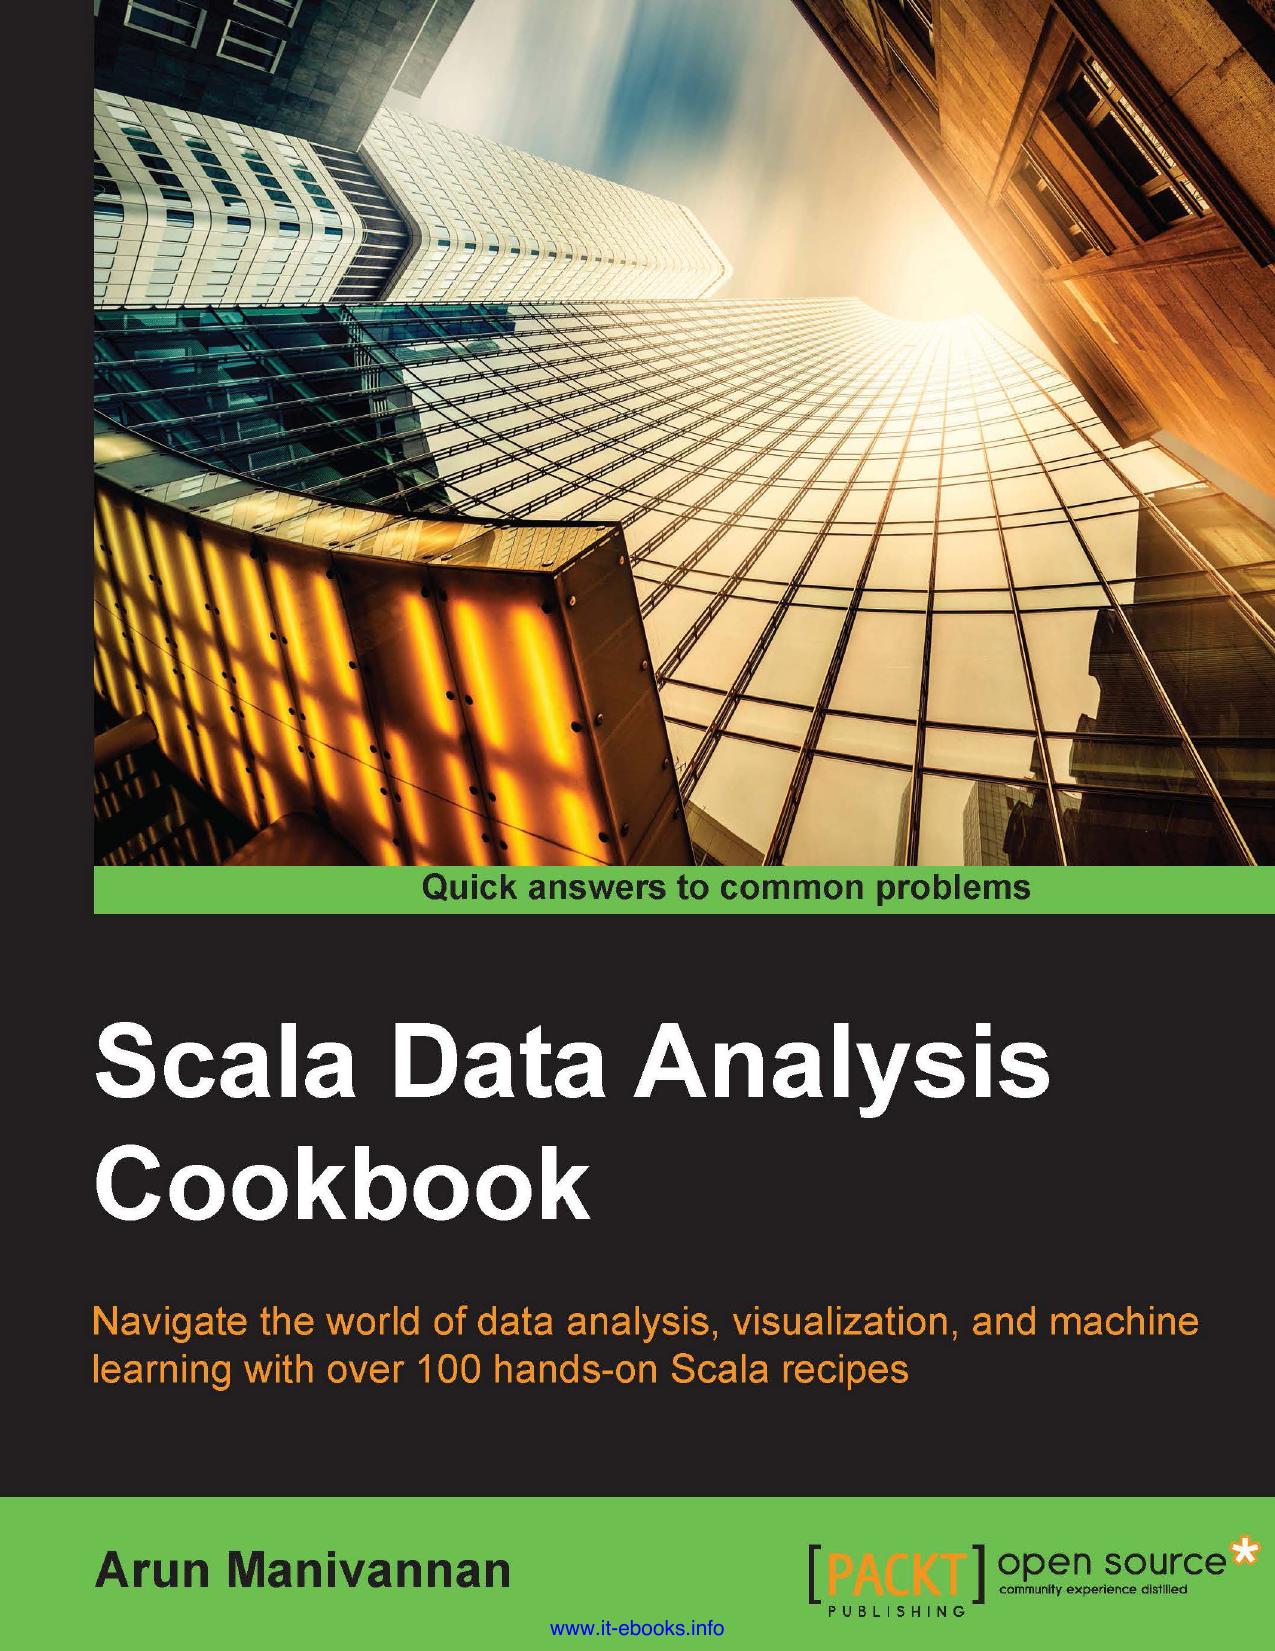 Quick answers to common problems
Scala Data Analysis
Cookbook
Navigate the world of data analysis, visualization, and machine
learning with over 100 hands-on Scala recipes
Arun Manivannan
[PACKT]
PUBLISHING
open source*
community experience distilled
www.it-ebooks.info